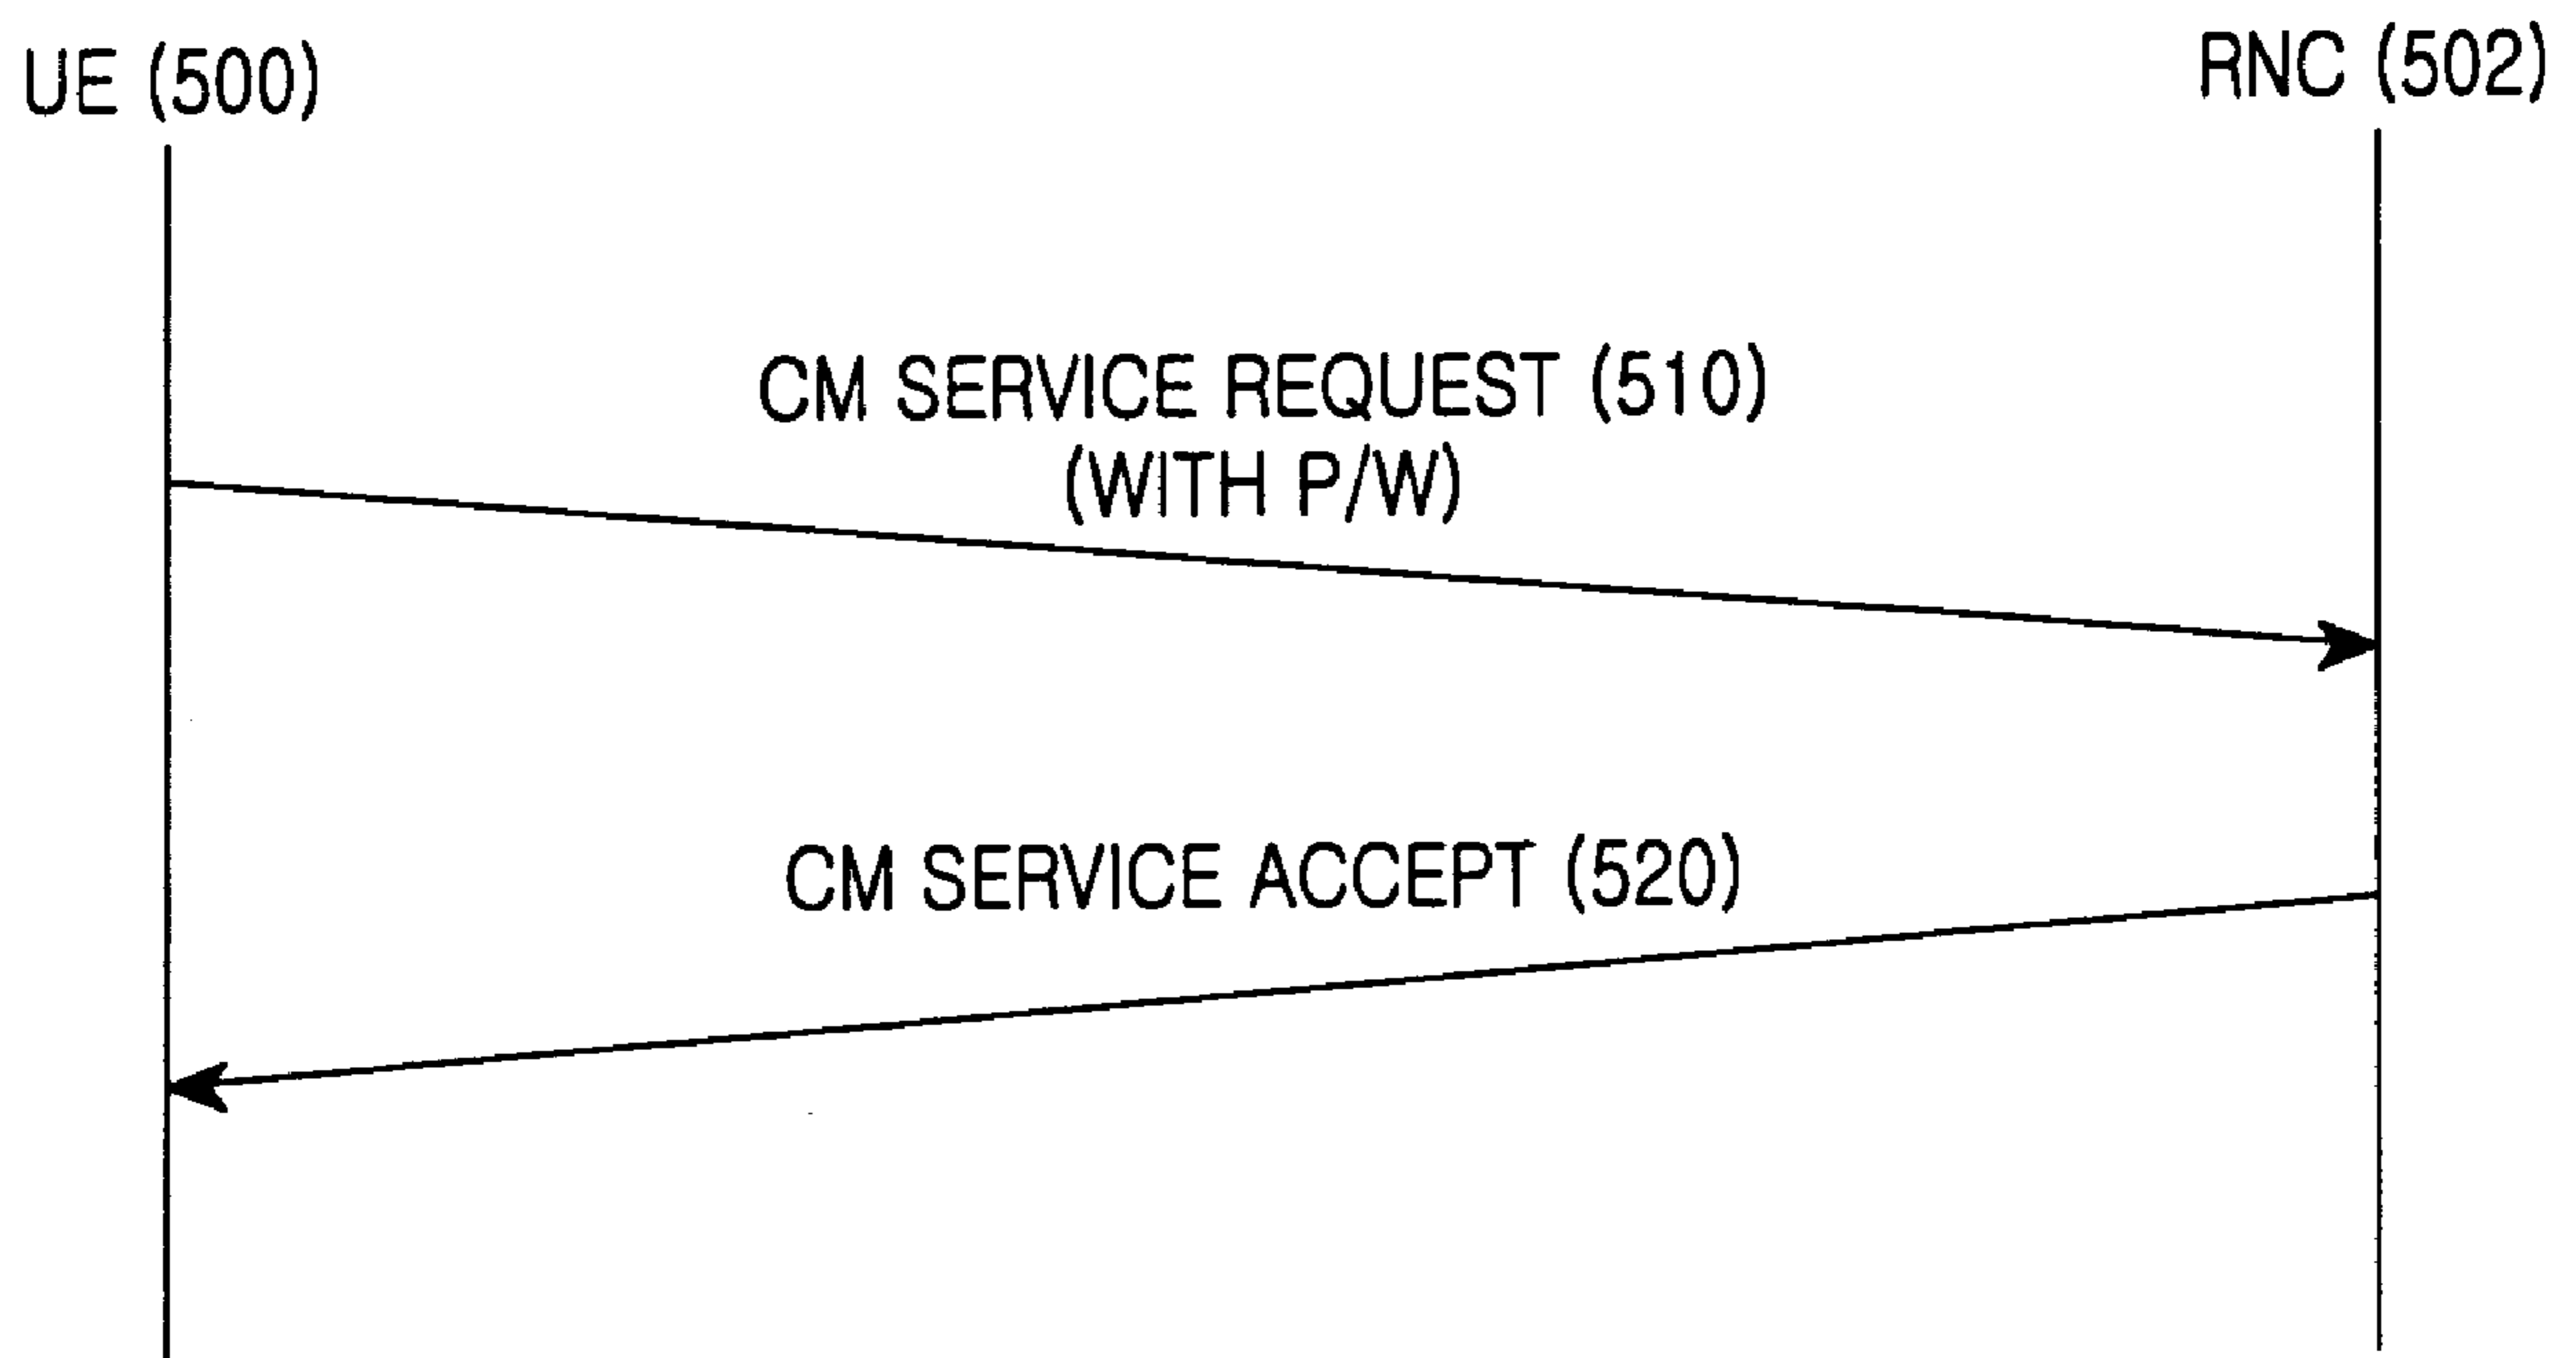 UE (500)
RNC (502)
CM SERVICE REQUEST (510)
(WITH P/W)
CM SERVICE ACCEPT (520)